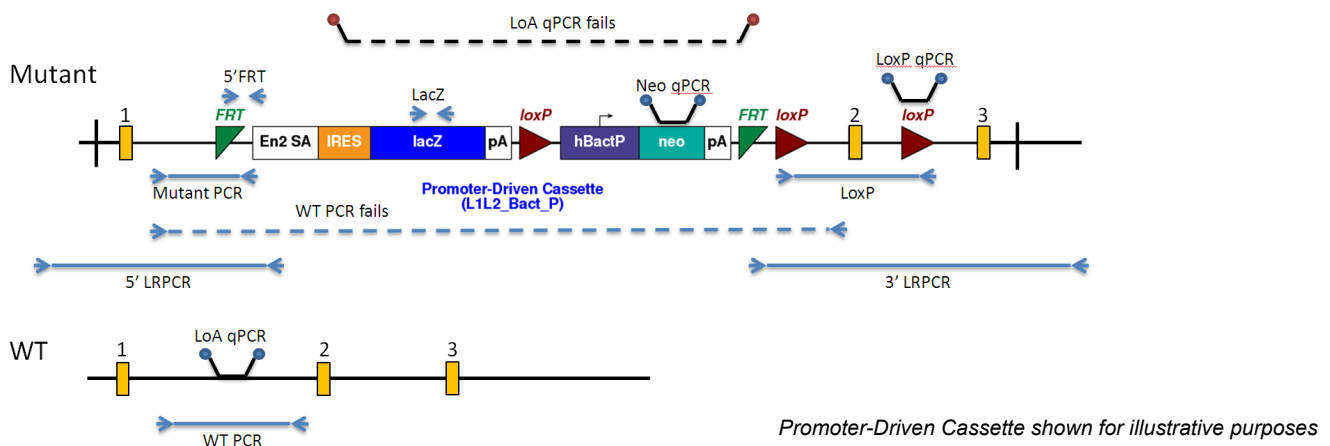 LoA qPCR fails
Mutant
5'FRT
LacZ
Neo qPCR
LoxP qPCR
1
FRT
loxP
FRT
loxP
2
loxP
3
En2 SA
IRES
lacZ
pA
hBactP
neo
pA
Mutant PCR
Promoter-Driven Cassette
(L1L2_Bact_P)
LoxP
WT PCR fails
5' LRPCR
3' LRPCR
WT
LoA qPCR
1
2
3
WT PCR
Promoter-Driven Cassette shown for illustrative purposes